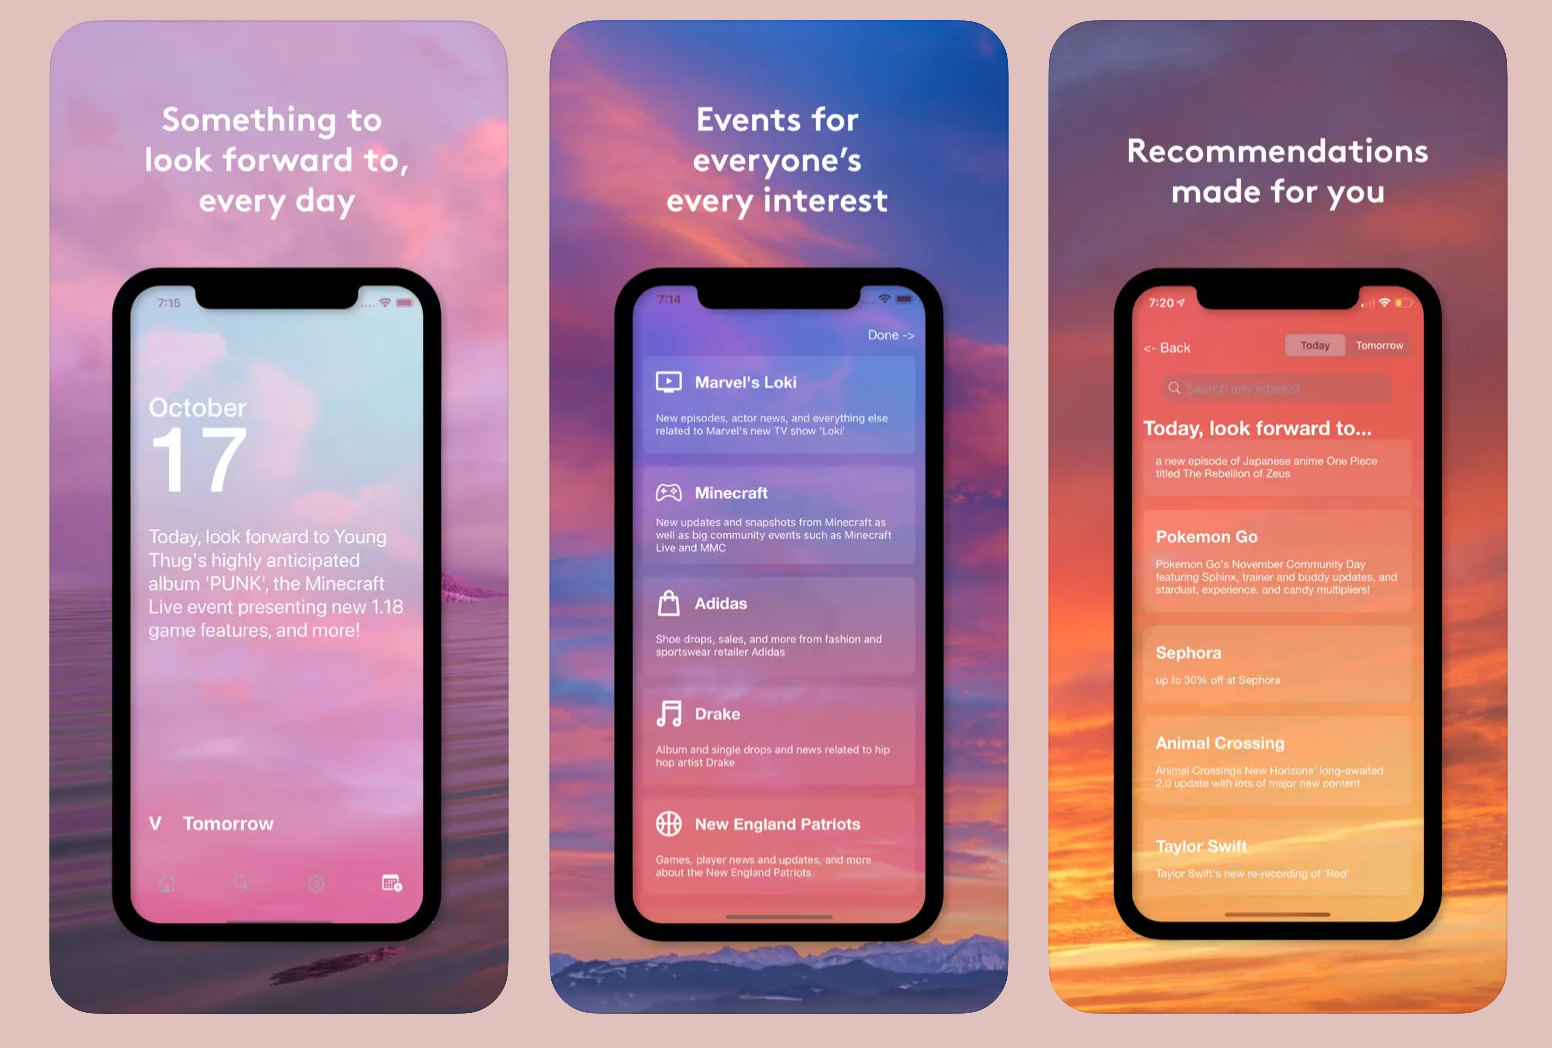 Something to
look forward to,
every day
7:15
October
17
Today, look forward to Young
Thug's highly anticipated
album 'PUNK', the Minecraft
Live event presenting new 1.18
game features, and more!
V Tomorrow
Events for
everyone’s
every interest
7:14
Done ->
Marvel's Loki
New episodes, actor news, and everything else
related to Marvel's new TV show 'Loki'
Minecraft
New updates and snapshots from Minecraft as
well as big community events such as Minecraft
Live and MMC
Adidas
Shoe drops, sales, and more from fashion and
sportswear retailer Adidas
Drake
Album and single drops and news related to hip
hop artist Drake
New England Patriots
Games, player news and updates, and more
about the New England Patriots
Recommendations
made for you
7:20
<- Back
Today Tomorrow
Search any interest
Today, look forward to...
a new episode of Japanese anime One Piece
titled The Rebellion of Zeus
Pokemon Go
Pokemon Go's November Community Day
featuring Sphinx, trainer and buddy updates, and
stardust, experience, and candy multipliers!
Sephora
up to 30% off at Sephora
Animal Crossing
Animal Crossings New Horizons' long-awaited
2.0 update with lots of major new content
Taylor Swift
Taylor Swift's new re-recording of 'Red'